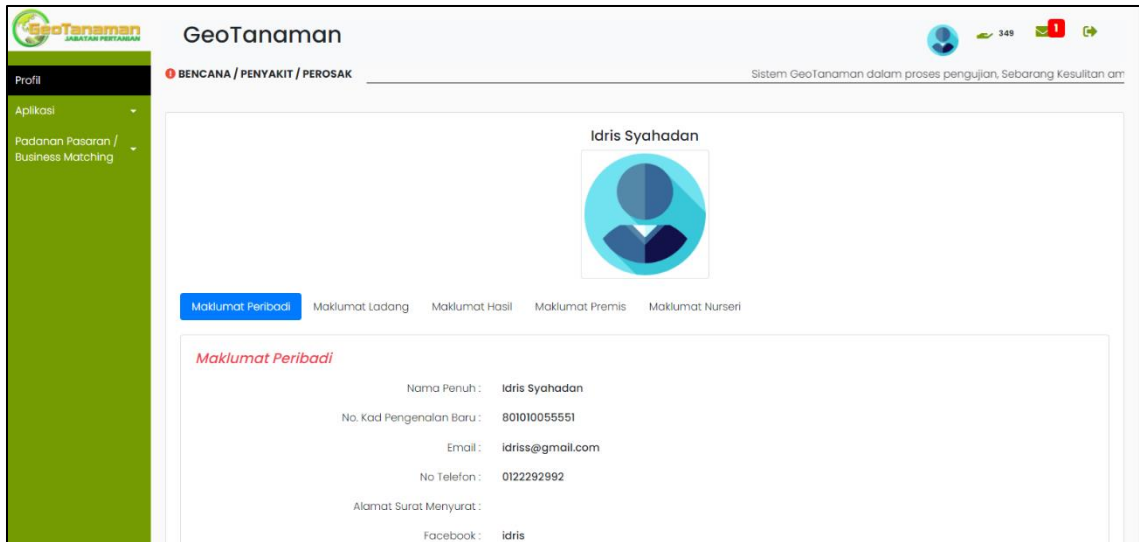 GeoTanaman
JABATAN PERTANIAN
GeoTanaman
349
1
Profil
Aplikasi
Padanan Pasaran /
Business Matching
BENCANA / PENYAKIT / PEROSAK
Sistem GeoTanaman dalam proses pengujian, Sebarang Kesulitan am
Idris Syahadan
Maklumat Peribadi Maklumat Ladang Maklumat Hasil Maklumat Premis Maklumat Nurseri
Maklumat Peribadi
Nama Penuh : Idris Syahadan
No. Kad Pengenalan Baru : 801010055551
Email : idriss@gmail.com
No Telefon : 0122292992
Alamat Surat Menyurat :
Facebook : idris